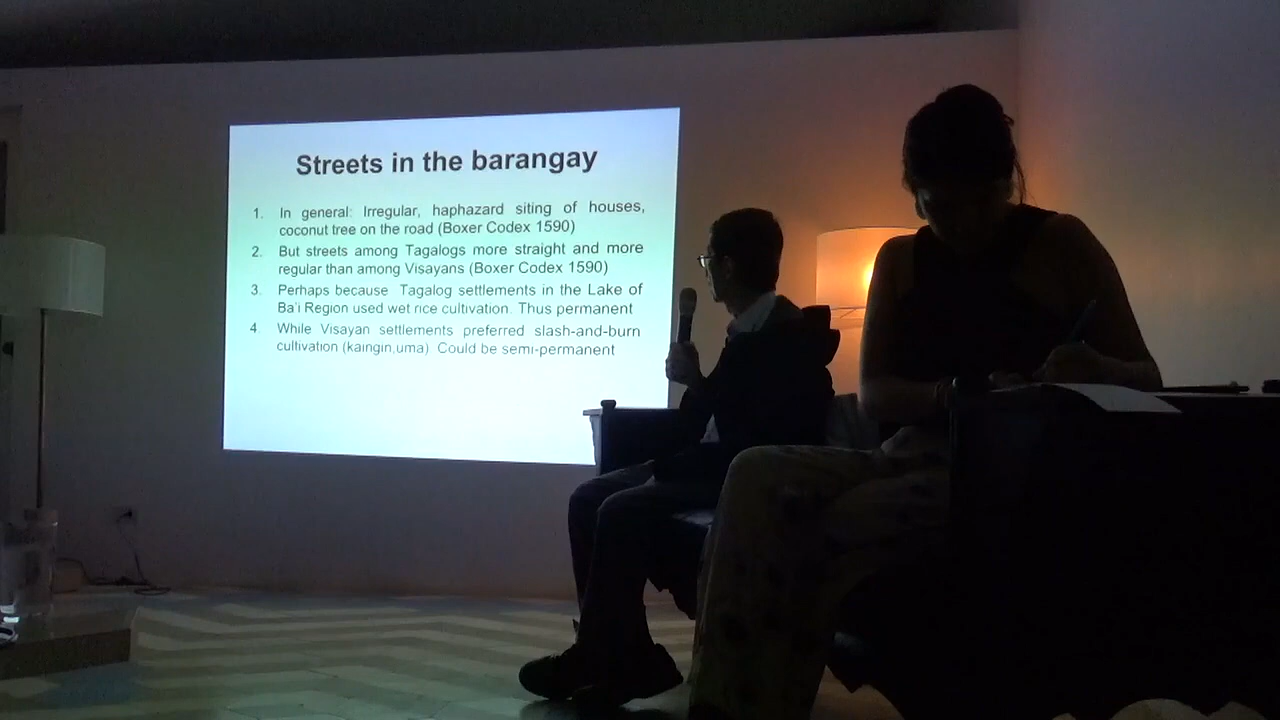 Streets in the barangay
1. In general: Irregular, haphazard siting of houses,
coconut tree on the road (Boxer Codex 1590)
2. But streets among Tagalogs more straight and more
regular than among Visayans (Boxer Codex 1590)
3. Perhaps because Tagalog settlements in the Lake of
Ba'i Region used wet rice cultivation. Thus permanent
4. While Visayan settlements preferred slash-and-burn
cultivation (kaingin,uma) Could be semi-permanent